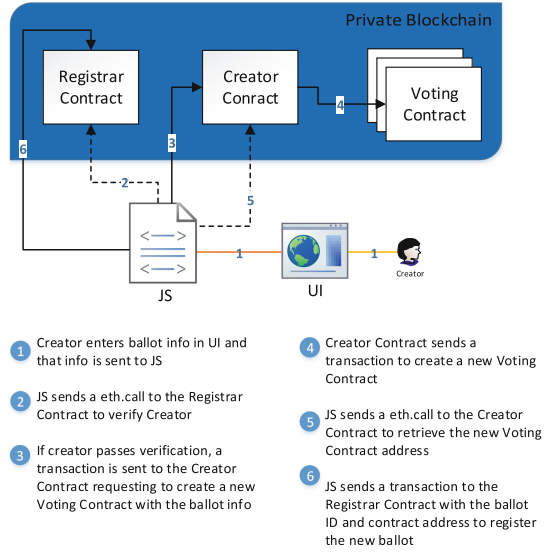 Private Blockchain
Registrar
Contract
Creator
Conract
Voting
Contract
4
3
6
2
5
1
1
JS
UI
Creator
1 Creator enters ballot info in UI and
that info is sent to JS
2 JS sends a eth.call to the Registrar
Contract to verify Creator
3 If creator passes verification, a
transaction is sent to the Creator
Contract requesting to create a new
Voting Contract with the ballot info
4 Creator Contract sends a
transaction to create a new Voting
Contract
5 JS sends a eth.call to the Creator
Contract to retrieve the new Voting
Contract address
6 JS sends a transaction to the
Registrar Contract with the ballot
ID and contract address to register
the new ballot